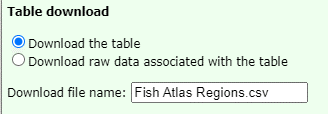 Table download
Download the table
Download raw data associated with the table
Download file name: Fish Atlas Regions.csv